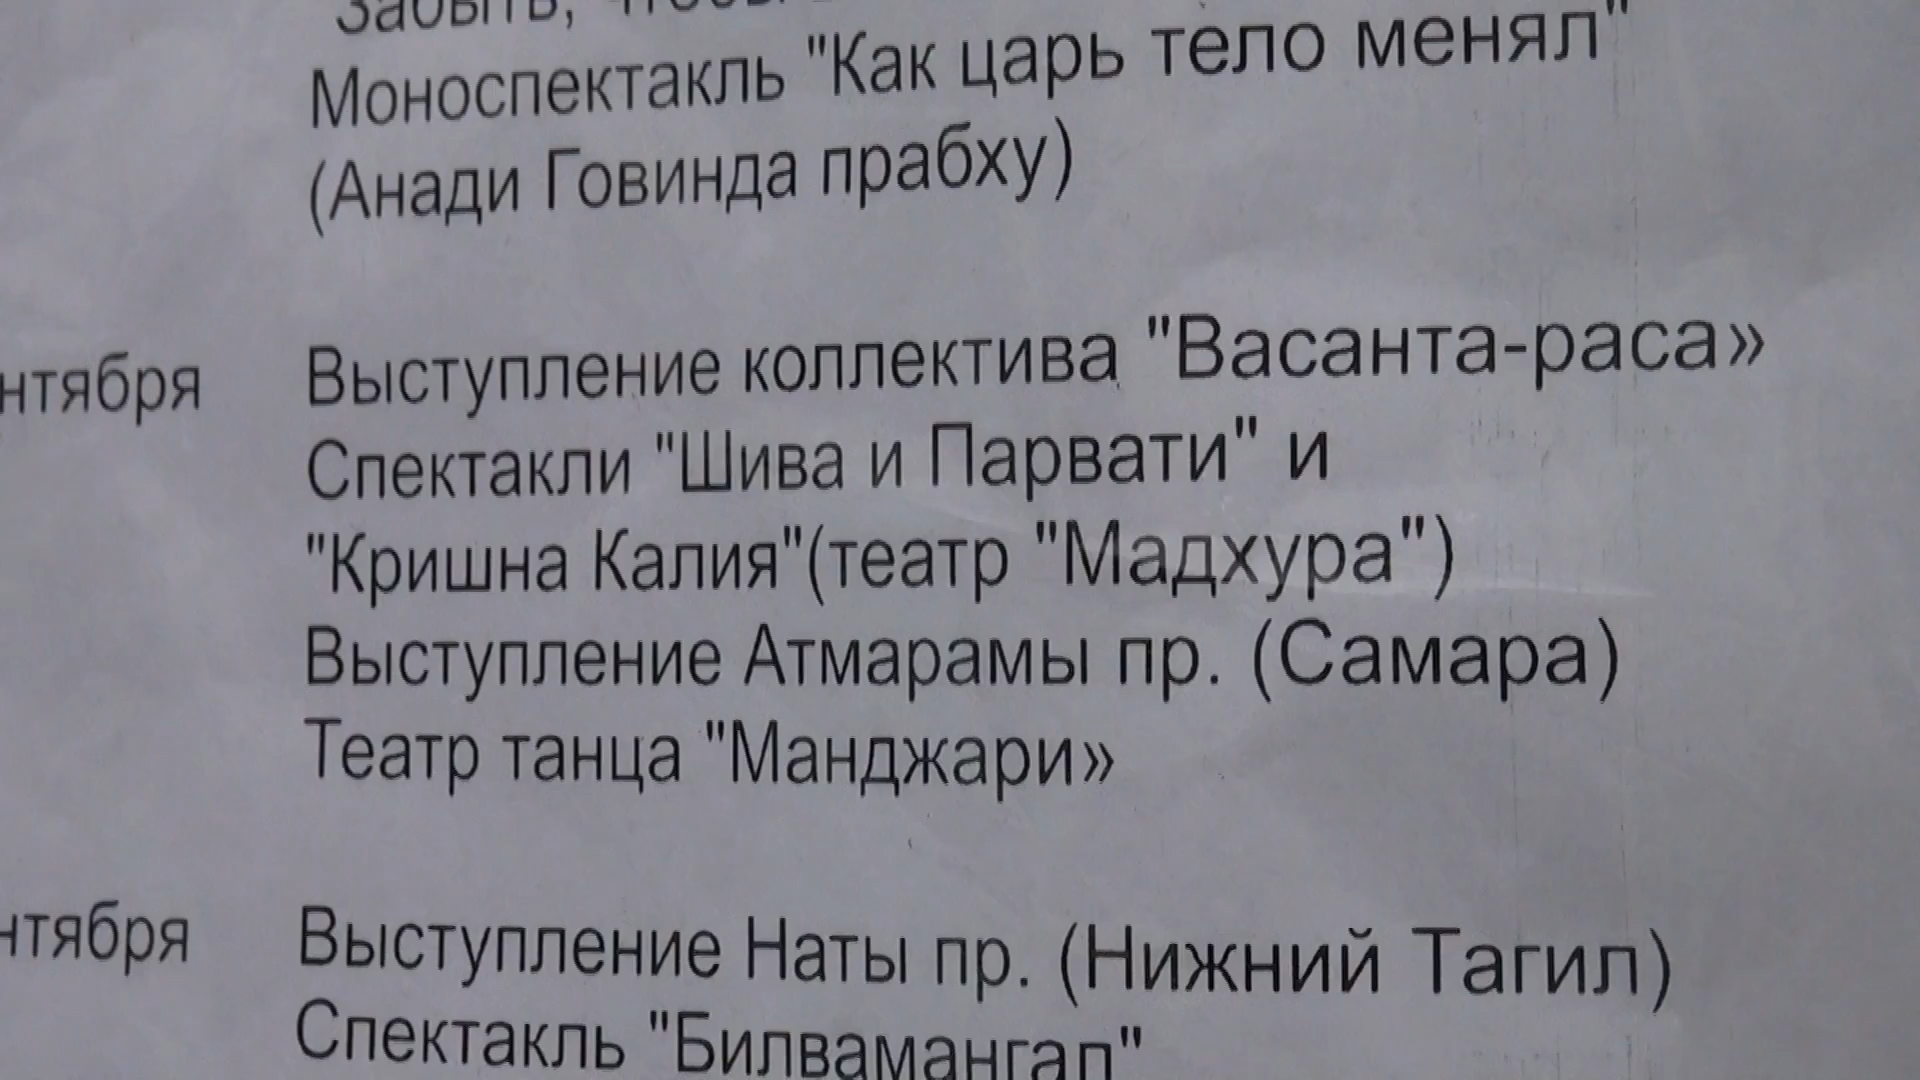 Забыть,
Моноспектакль "Как царь тело менял"
(Анади Говинда прабху)
нтября Выступление коллектива "Васанта-раса»
Спектакли "Шива и Парвати" и
"Кришна Калия"(театр "Мадхура")
Выступление Атмарамы пр. (Самара)
Театр танца "Манджари»
нтября Выступление Наты пр. (Нижний Тагил)
Спектакль "Билвамангал"